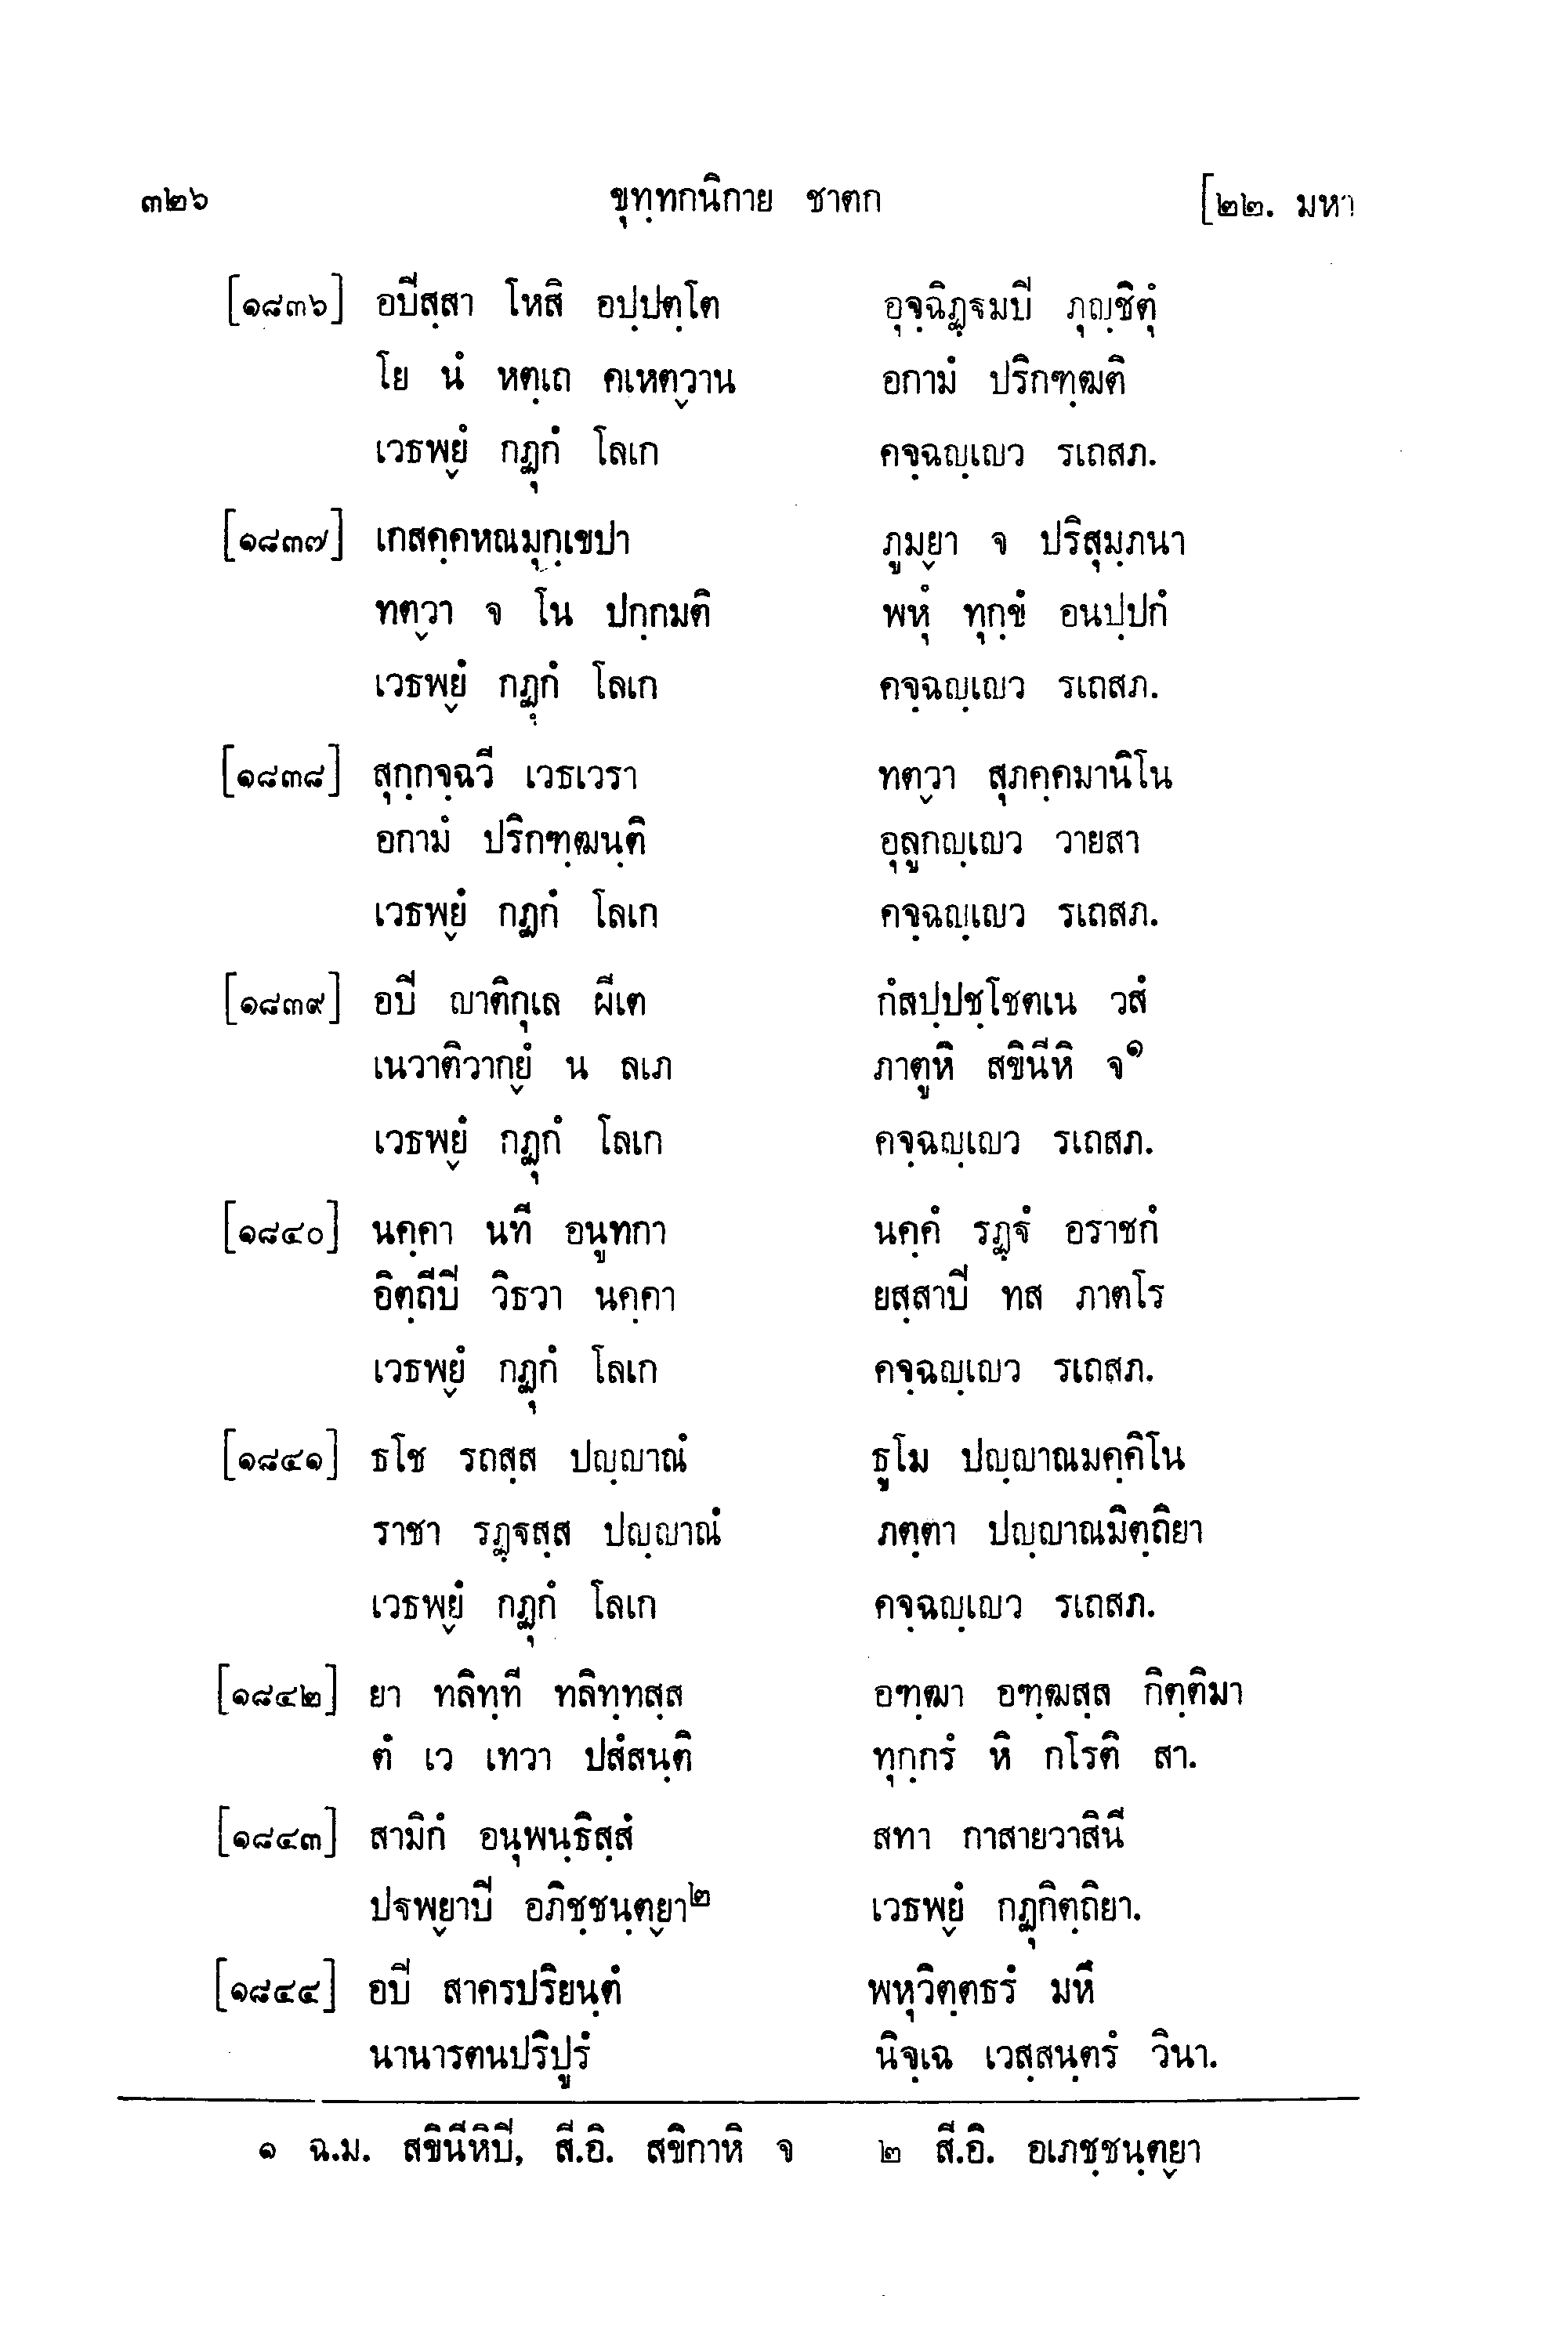 ๓๒๖ ขุทฺทกนิกาย ชาตก [๒๒. มหา
[๑๘๓๖] อปิสฺสา โหสิ อปฺปตฺโต อุจฺฉิฏฺฐมปิ ภุญฺชิตุํ
โย นํ หตฺเถ คเหตฺวาน อกามํ ปริกฑฺฒติ
เวธพฺยํ กฏุกํ โลเก คจฺฉญฺเญว รเถสภ.
[๑๘๓๗] เกสคฺคหณมุกฺเขปา ภูมฺยา จ ปริสุมฺภนา
ทตฺวา จ โน ปกฺกมติ พหุํ ทุกฺขํ อนปฺปกํ
เวธพฺยํ กฏุกํ โลเก คจฺฉญฺเญว รเถสภ.
[๑๘๓๘] สุกฺกจฺฉวี เวธเวรา ทตฺวา สุภคฺคมานิโน
อกามํ ปริกฑฺฒนฺติ อุลูกญฺเญว วายสา
เวธพฺยํ กฏุกํ โลเก คจฺฉญฺเญว รเถสภ.
[๑๘๓๙] อปิ ญาติกุเล ผีเต กํสปฺปชฺโชตเน วสํ
เนวาติวากฺยํ น ลเภ ภาตูหิ สขินีหิ จ๑
เวธพฺยํ กฏุกํ โลเก คจฺฉญฺเญว รเถสภ.
[๑๘๔๐] นคฺคา นที อนูทกา นคฺคํ รฏฺฐํ อราชกํ
อิตฺถีปิ วิธวา นคฺคา ยสฺสาปิ ทส ภาตโร
เวธพฺยํ กฏุกํ โลเก คจฺฉญฺเญว รเถสภ.
[๑๘๔๑] ธโช รถสฺส ปญฺญาณํ ธูโม ปญฺญาณมคฺคิโน
ราชา รฏฺฐสฺส ปญฺญาณํ ภตฺตา ปญฺญาณมิตฺถิยา
เวธพฺยํ กฏุกํ โลเก คจฺฉญฺเญว รเถสภ.
[๑๘๔๒] ยา ทลิทฺที ทลิทฺทสฺส อฑฺฒา อฑฺฒสฺส กิตฺติมา
ตํ เว เทวา ปสํสนฺติ ทุกฺกรํ หิ กโรติ สา.
[๑๘๔๓] สามิกํ อนุพนฺธิสฺสํ สทา กาสายวาสินี
ปฐพฺยาปิ อภิชฺชนฺตฺยา๒ เวธพฺยํ กฏุกิตฺถิยา.
[๑๘๔๔] อปิ สาครปริยนฺตํ พหุวิตฺตธรํ มหึ
นานารตนปริปูรํ นิจฺเฉ เวสฺสนฺตรํ วินา.
๑ ฉ.ม. สขินีหิปิ, สี.อิ. สขิกาหิ จ ๒ สี.อิ. อเภชฺชนฺตฺยา